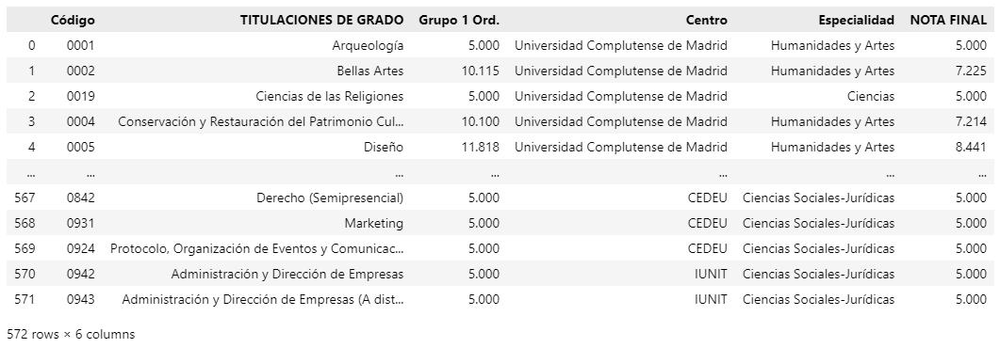 Código TITULACIONES DE GRADO Grupo 1 Ord. Centro Especialidad NOTA FINAL
0 0001 Arqueología 5.000 Universidad Complutense de Madrid Humanidades y Artes 5.000
1 0002 Bellas Artes 10.115 Universidad Complutense de Madrid Humanidades y Artes 7.225
2 0019 Ciencias de las Religiones 5.000 Universidad Complutense de Madrid Ciencias 5.000
3 0004 Conservación y Restauración del Patrimonio Cul... 10.100 Universidad Complutense de Madrid Humanidades y Artes 7.214
4 0005 Diseño 11.818 Universidad Complutense de Madrid Humanidades y Artes 8.441
... ... ... ... ... ... ...
567 0842 Derecho (Semipresencial) 5.000 CEDEU Ciencias Sociales-Jurídicas 5.000
568 0931 Marketing 5.000 CEDEU Ciencias Sociales-Jurídicas 5.000
569 0924 Protocolo, Organización de Eventos y Comunicac... 5.000 CEDEU Ciencias Sociales-Jurídicas 5.000
570 0942 Administración y Dirección de Empresas 5.000 IUNIT Ciencias Sociales-Jurídicas 5.000
571 0943 Administración y Dirección de Empresas (A dist... 5.000 IUNIT Ciencias Sociales-Jurídicas 5.000
572 rows × 6 columns